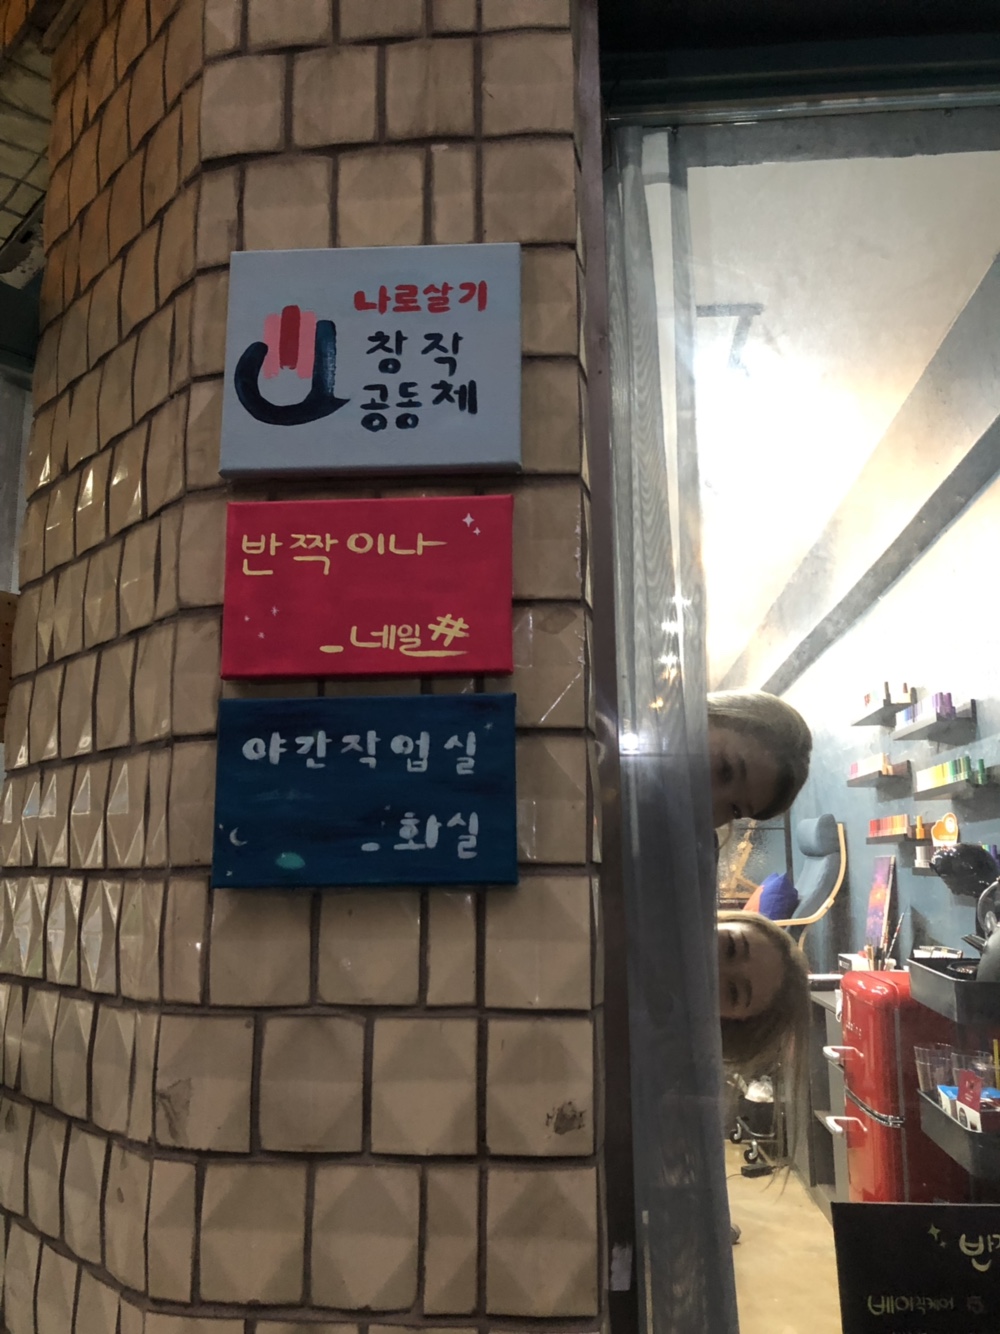 나로살기
창작
공동체
반짝이나
_네일#
야간작업실
_화실